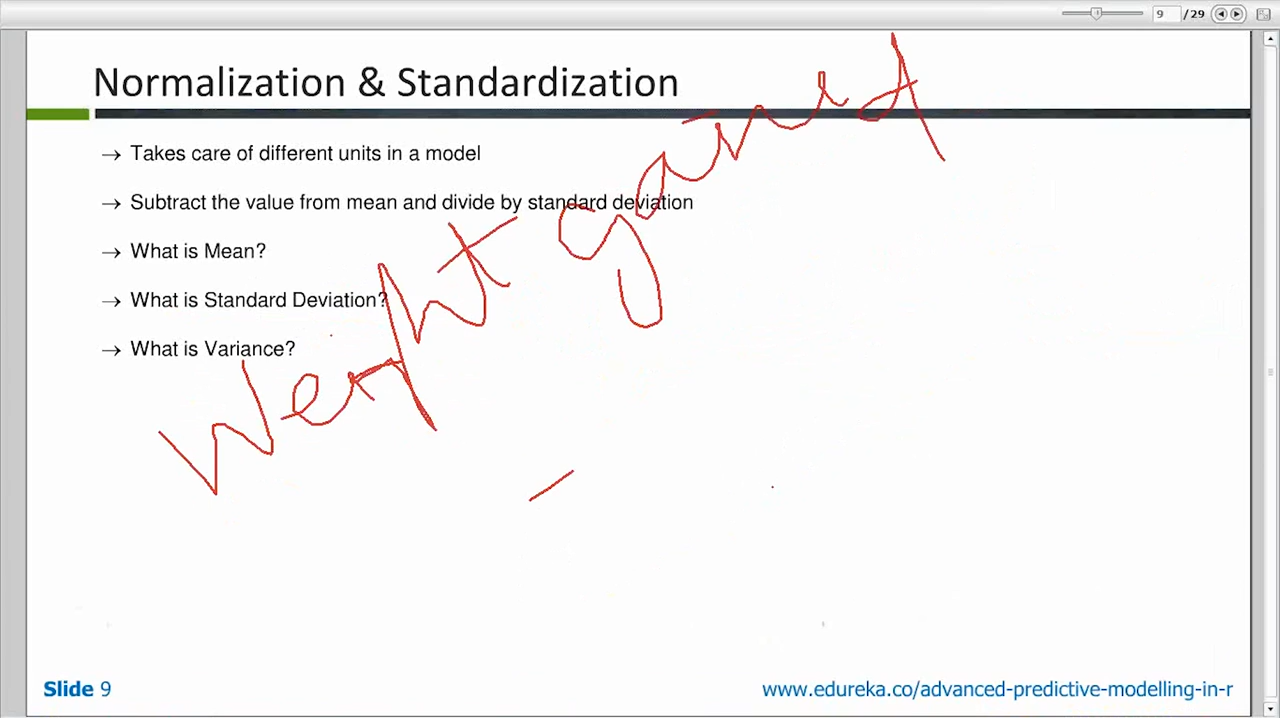 9 /29
Normalization & Standardization
→ Takes care of different units in a model
→ Subtract the value from mean and divide by standard deviation
→ What is Mean?
→ What is Standard Deviation?
→ What is Variance?
Weight gained
Slide 9
www.edureka.co/advanced-predictive-modelling-in-r